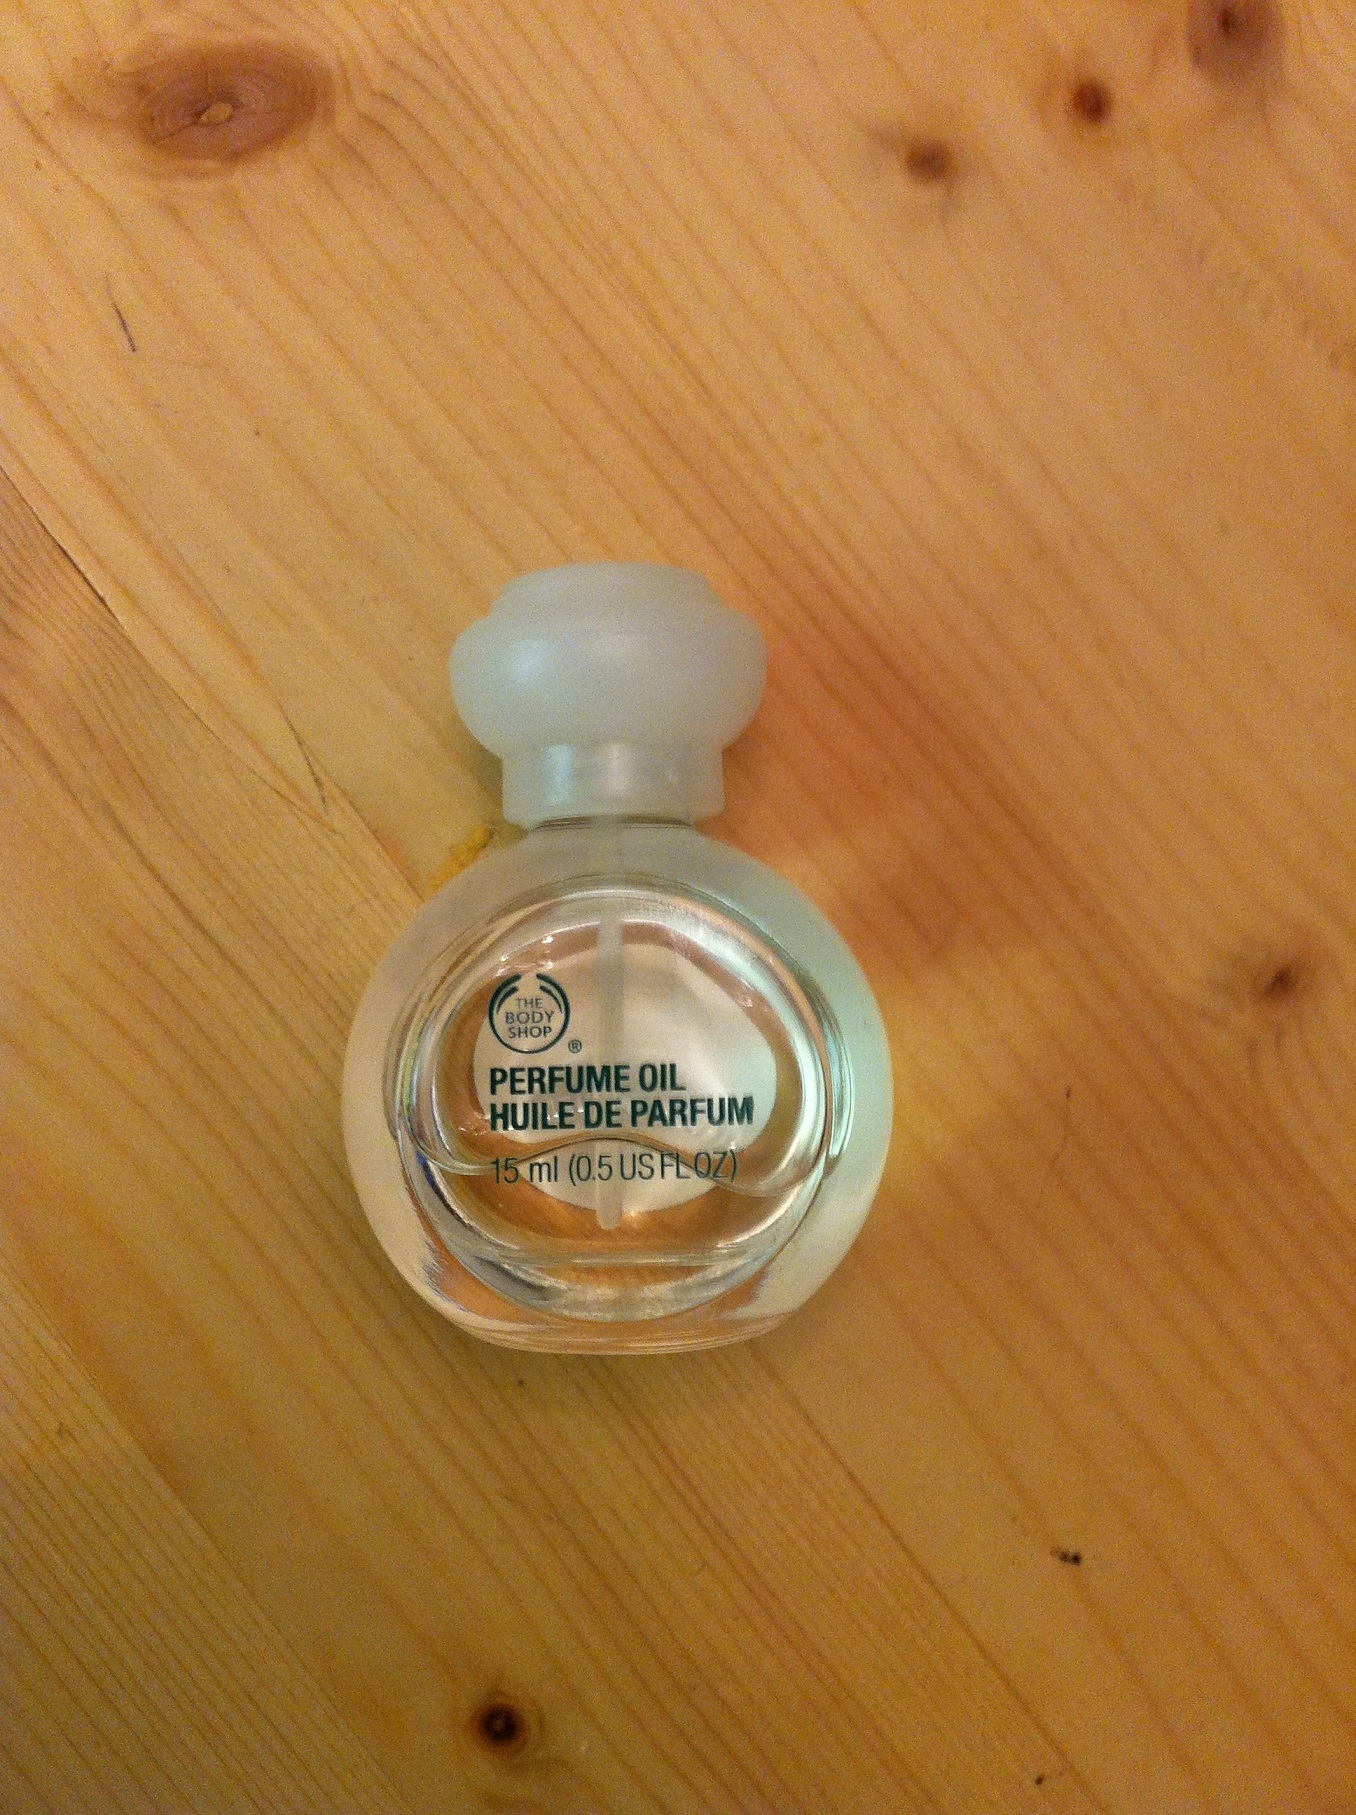 THE
BODY
SHOP
®
PERFUME OIL
HUILE DE PARFUM
15 ml (0.5 US FL OZ)